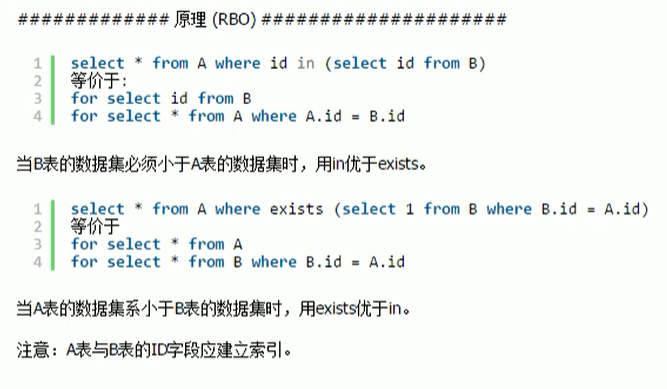 ############# 原理 (RBO) #####################
1 select * from A where id in (select id from B)
2 等价于:
3 for select id from B
4 for select * from A where A.id = B.id
当B表的数据集必须小于A表的数据集时，用in优于exists。
1 select * from A where exists (select 1 from B where B.id = A.id)
2 等价于
3 for select * from A
4 for select * from B where B.id = A.id
当A表的数据集系小于B表的数据集时，用exists优于in。
注意：A表与B表的ID字段应建立索引。